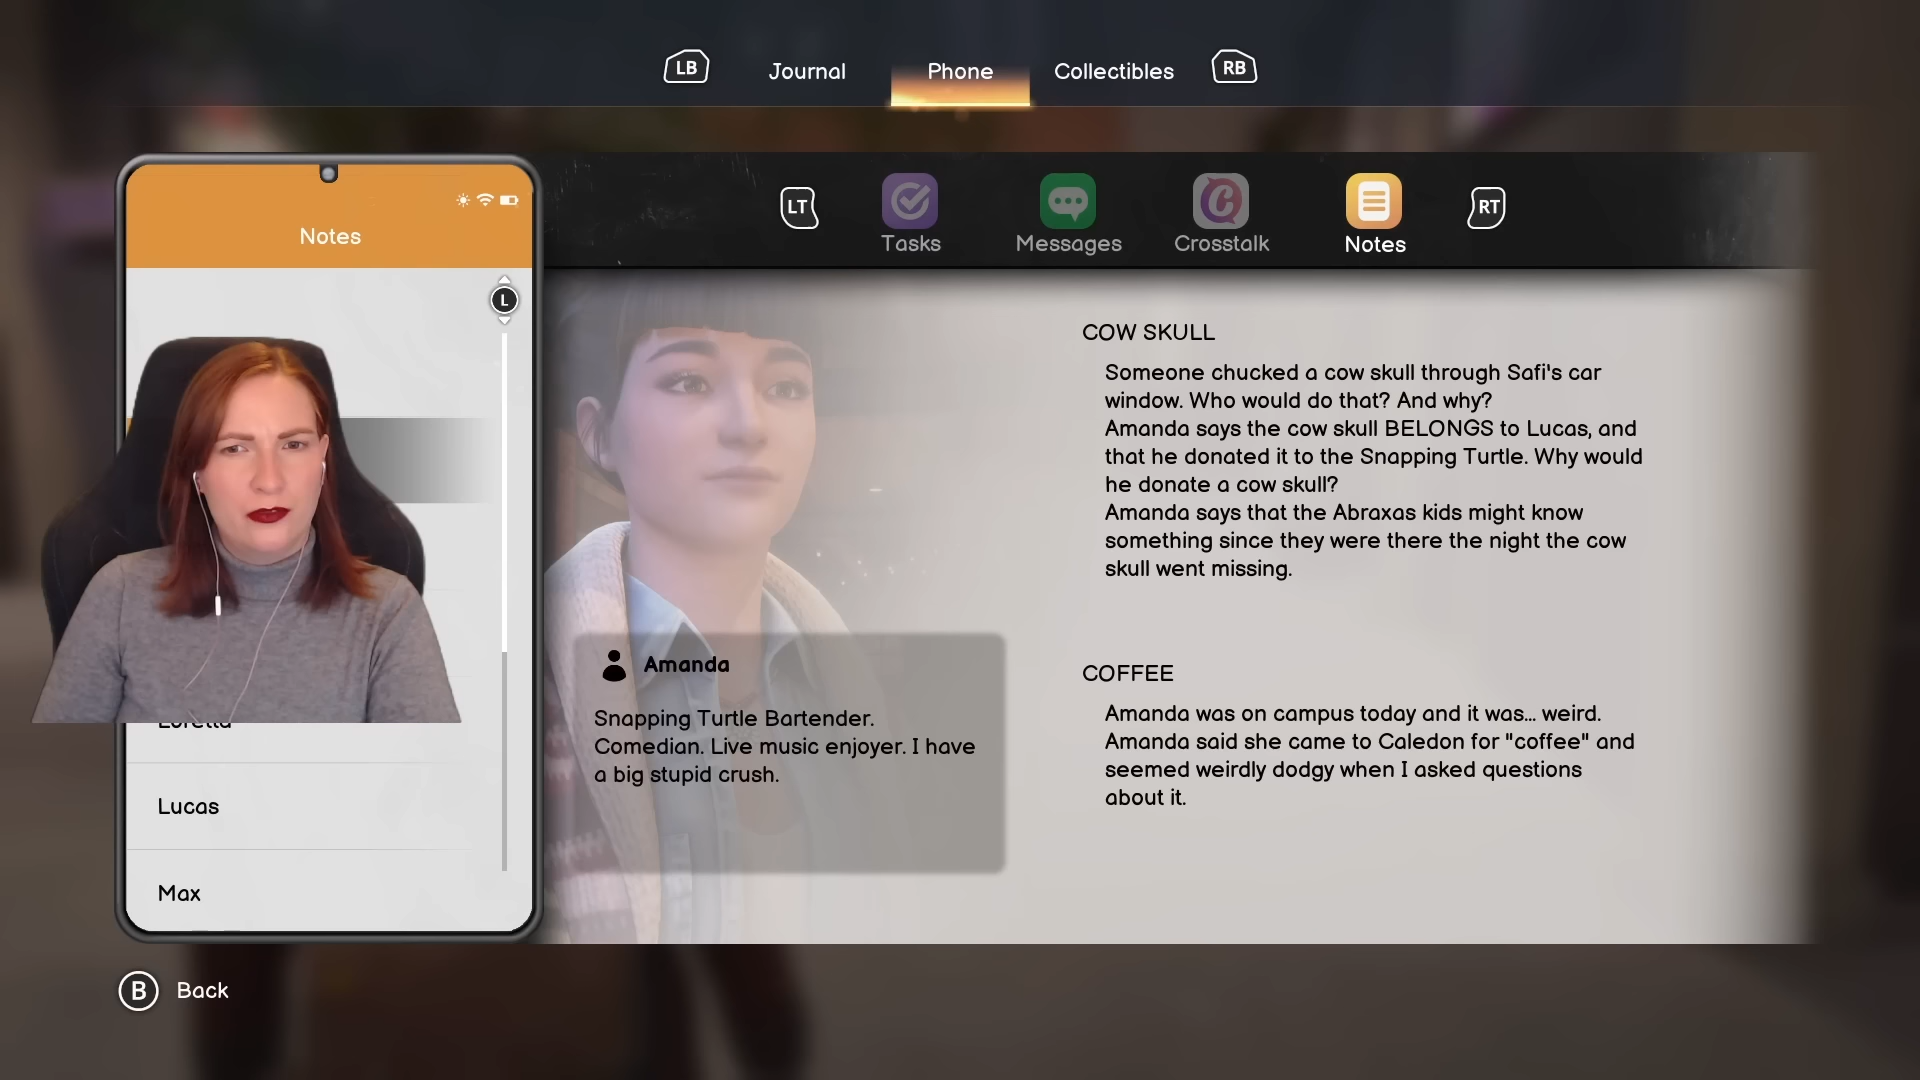 LB
Journal
Phone
Collectibles
RB
Notes
LT
Tasks
Messages
Crosstalk
Notes
RT
L
Loretta
Lucas
Max
Amanda
Snapping Turtle Bartender.
Comedian. Live music enjoyer. I have
a big stupid crush.
COW SKULL
Someone chucked a cow skull through Safi's car
window. Who would do that? And why?
Amanda says the cow skull BELONGS to Lucas, and
that he donated it to the Snapping Turtle. Why would
he donate a cow skull?
Amanda says that the Abraxas kids might know
something since they were there the night the cow
skull went missing.
COFFEE
Amanda was on campus today and it was... weird.
Amanda said she came to Caledon for "coffee" and
seemed weirdly dodgy when I asked questions
about it.
B
Back